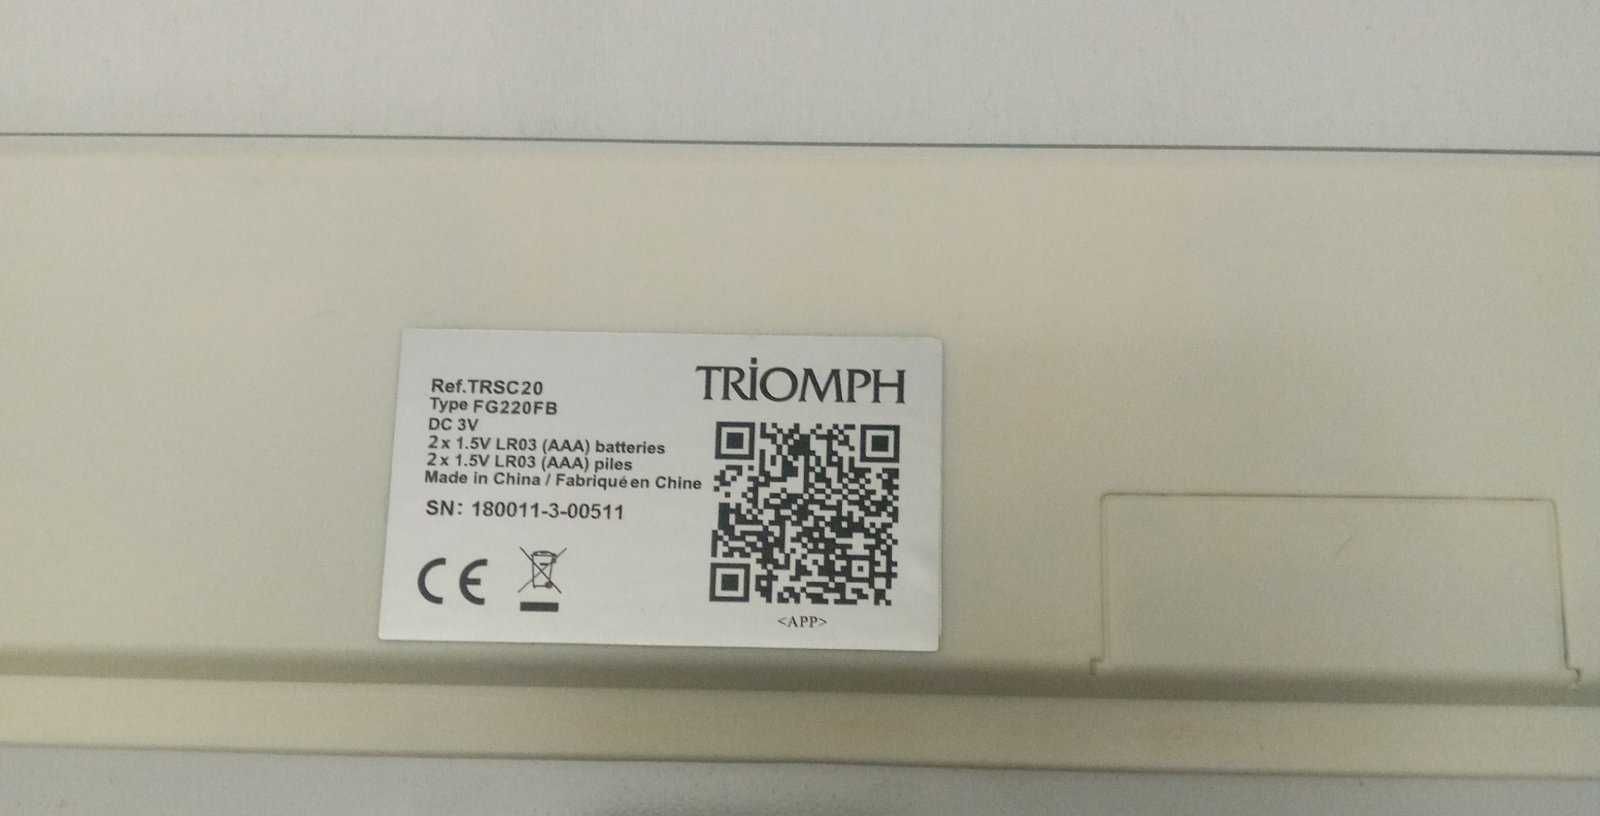 Ref.TRSC20
Type FG220FB
DC 3V
2 x 1.5V LR03 (AAA) batteries
2 x 1.5V LR03 (AAA) piles
Made in China / Fabriqué en Chine
SN: 180011-3-00511
CE
TRiOMPH
<APP>